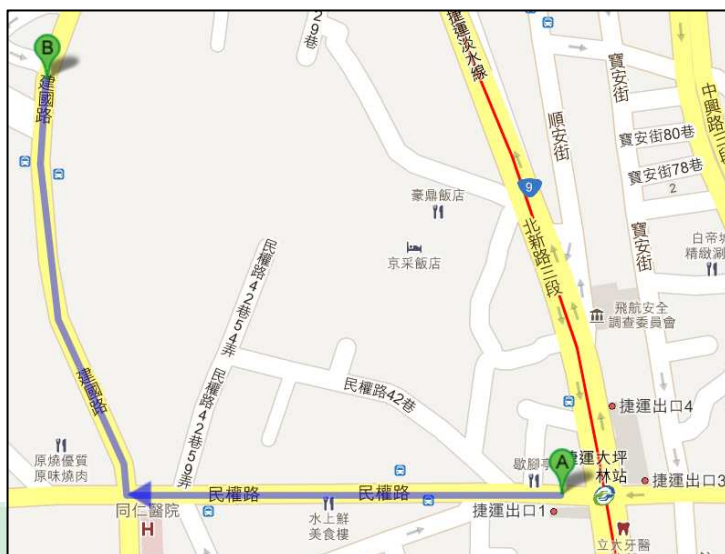 B
29巷
捷運淡水線
寶安街
順安街
中興路三段
建國路
寶安街80巷
寶安街78巷
2
9
豪鼎飯店
北新路三段
寶安街
白帝城
精緻涮
京采飯店
民權路42巷54弄
飛航安全
調查委員會
建國路
民權路42巷
民權路42巷59弄
捷運出口4
原燒優質
原味燒肉
歇腳亭
A
捷運大坪
林站
捷運出口3
民權路
民權路
同仁醫院
H
水上鮮
美食樓
捷運出口1
立大牙醫